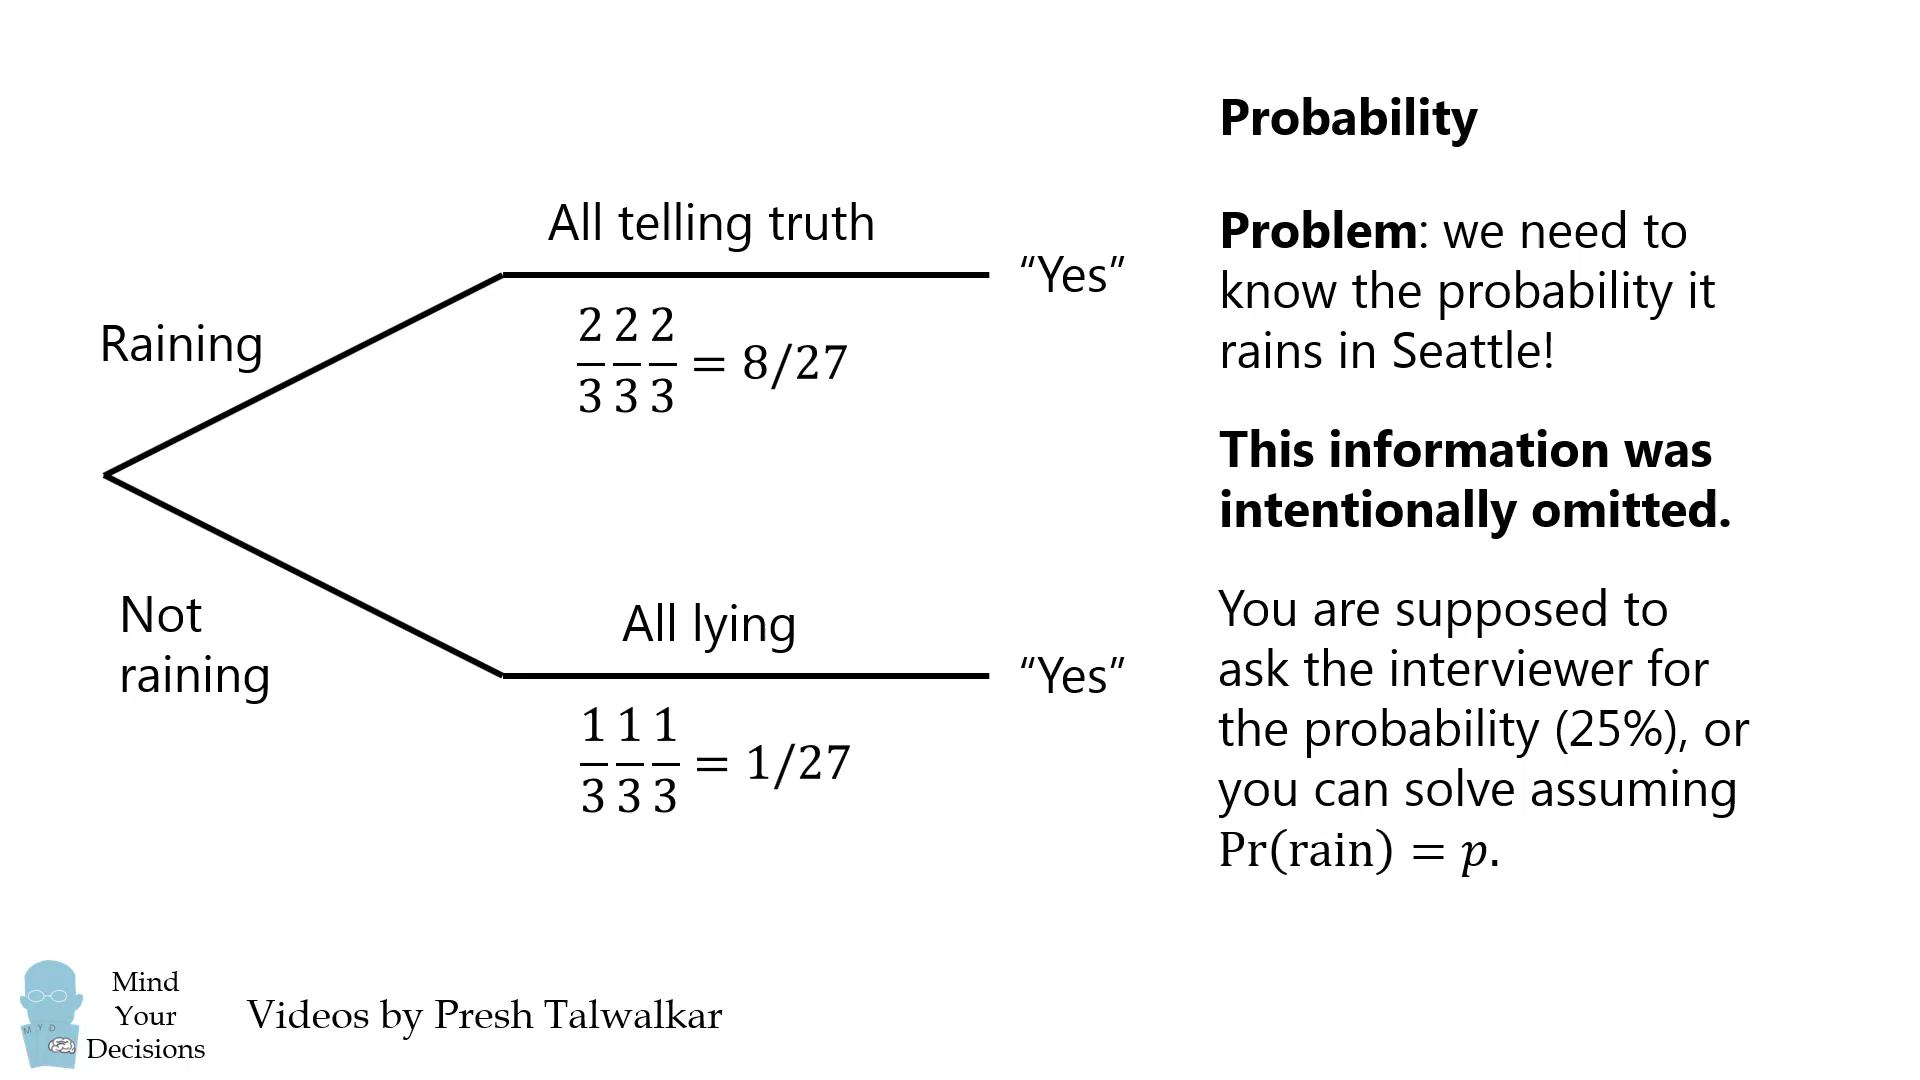 Probability
All telling truth
“Yes”
Raining
2/3 2/3 2/3 = 8/27
Not
raining
All lying
“Yes”
1/3 1/3 1/3 = 1/27
Problem: we need to
know the probability it
rains in Seattle!
This information was
intentionally omitted.
You are supposed to
ask the interviewer for
the probability (25%), or
you can solve assuming
Pr(rain) = p.
M Y D
Mind
Your
Decisions
Videos by Presh Talwalkar